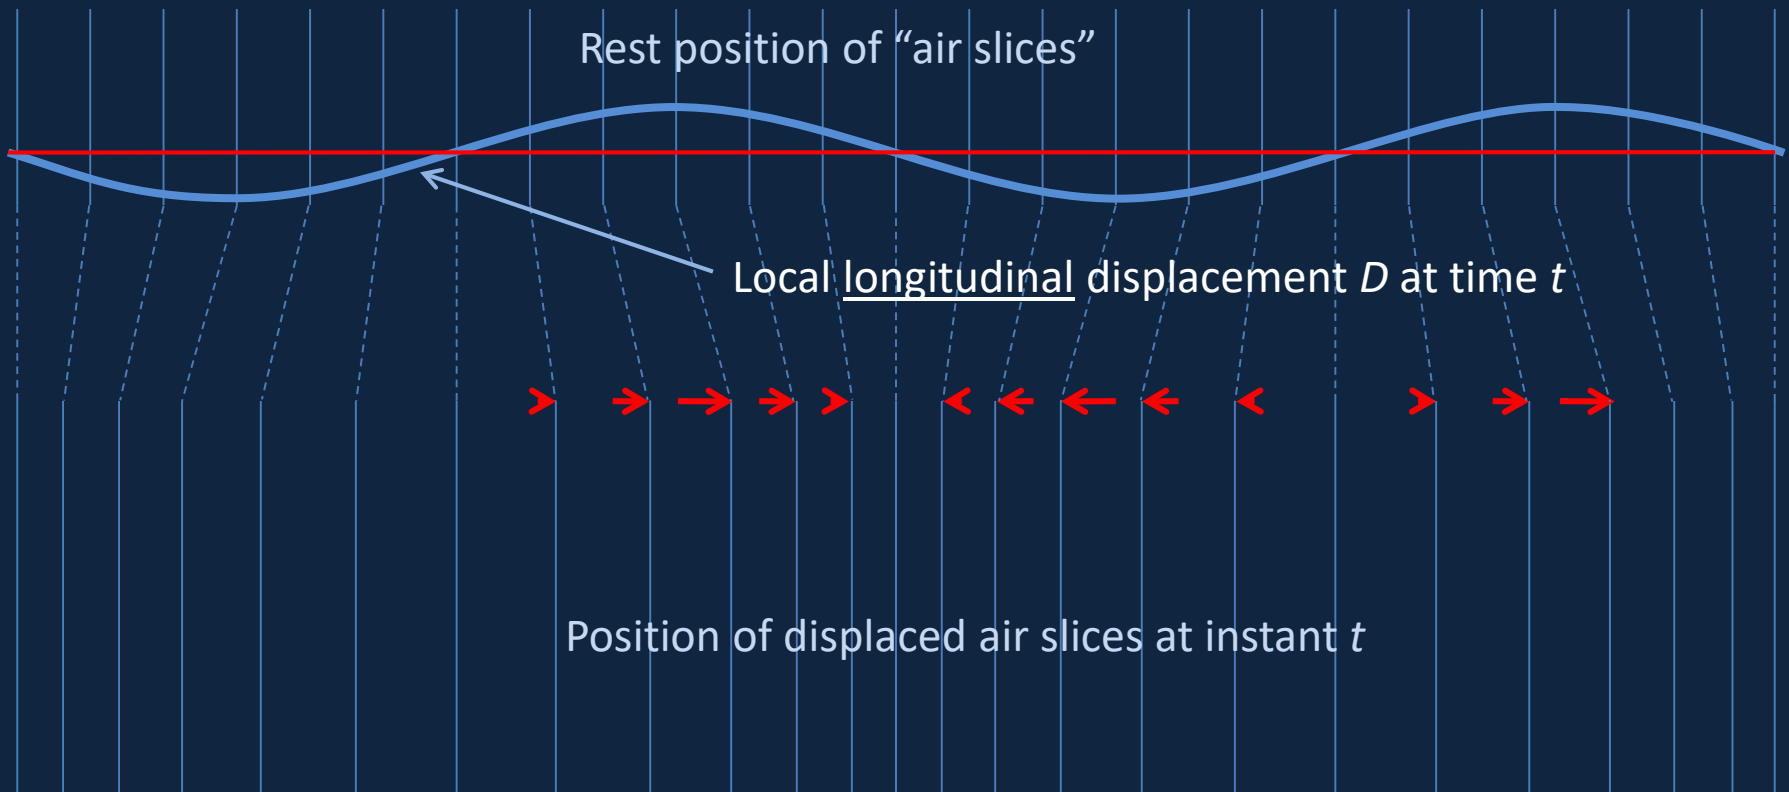 Rest position of “air slices”
Local longitudinal displacement D at time t
Position of displaced air slices at instant t